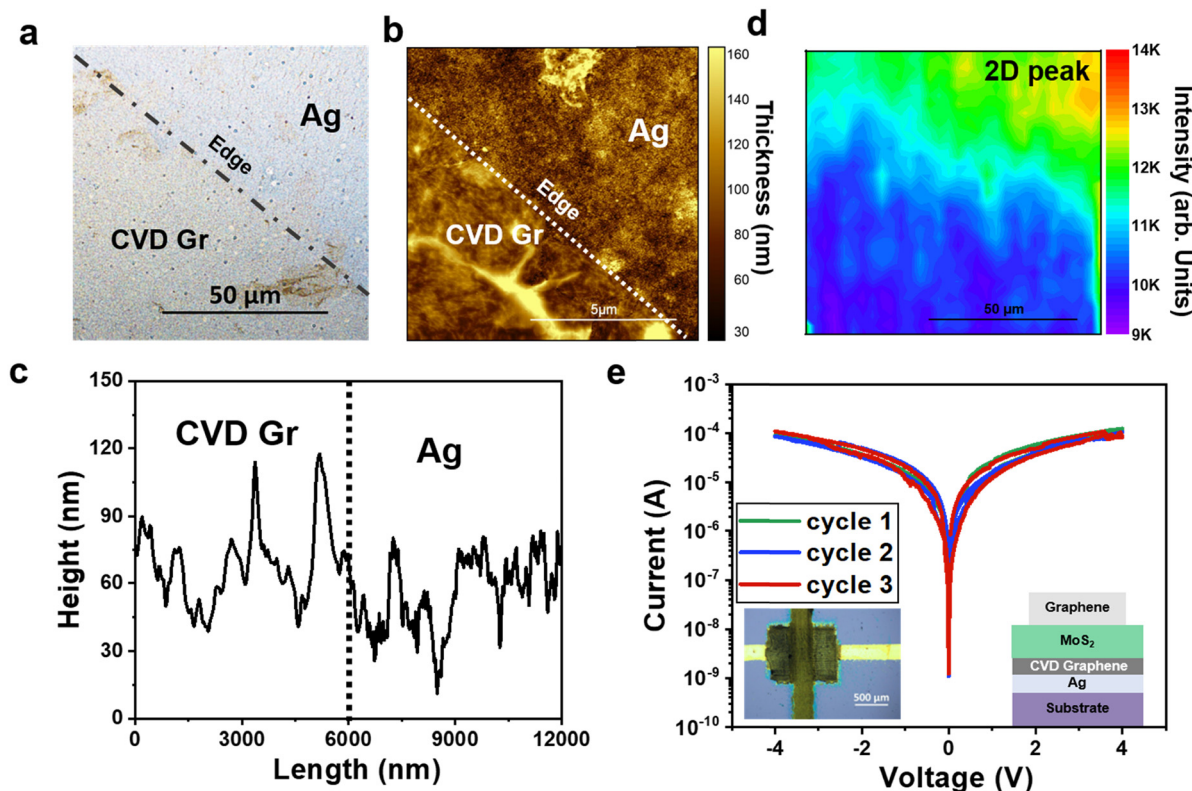 a
Ag
Edge
CVD Gr
50 µm
b
Ag
Edge
CVD Gr
5µm
160
140
120
100
80
60
30
Thickness (nm)
d
2D peak
50 µm
14K
13K
12K
11K
10K
9K
Intensity (arb. Units)
c
CVD Gr
Ag
150
120
90
60
30
0
Height (nm)
0
3000
6000
9000
12000
Length (nm)
e
10⁻³
10⁻⁴
10⁻⁵
10⁻⁶
10⁻⁷
10⁻⁸
10⁻⁹
10⁻¹⁰
Current (A)
cycle 1
cycle 2
cycle 3
500 µm
Graphene
MoS₂
CVD Graphene
Ag
Substrate
-4
-2
0
2
4
Voltage (V)